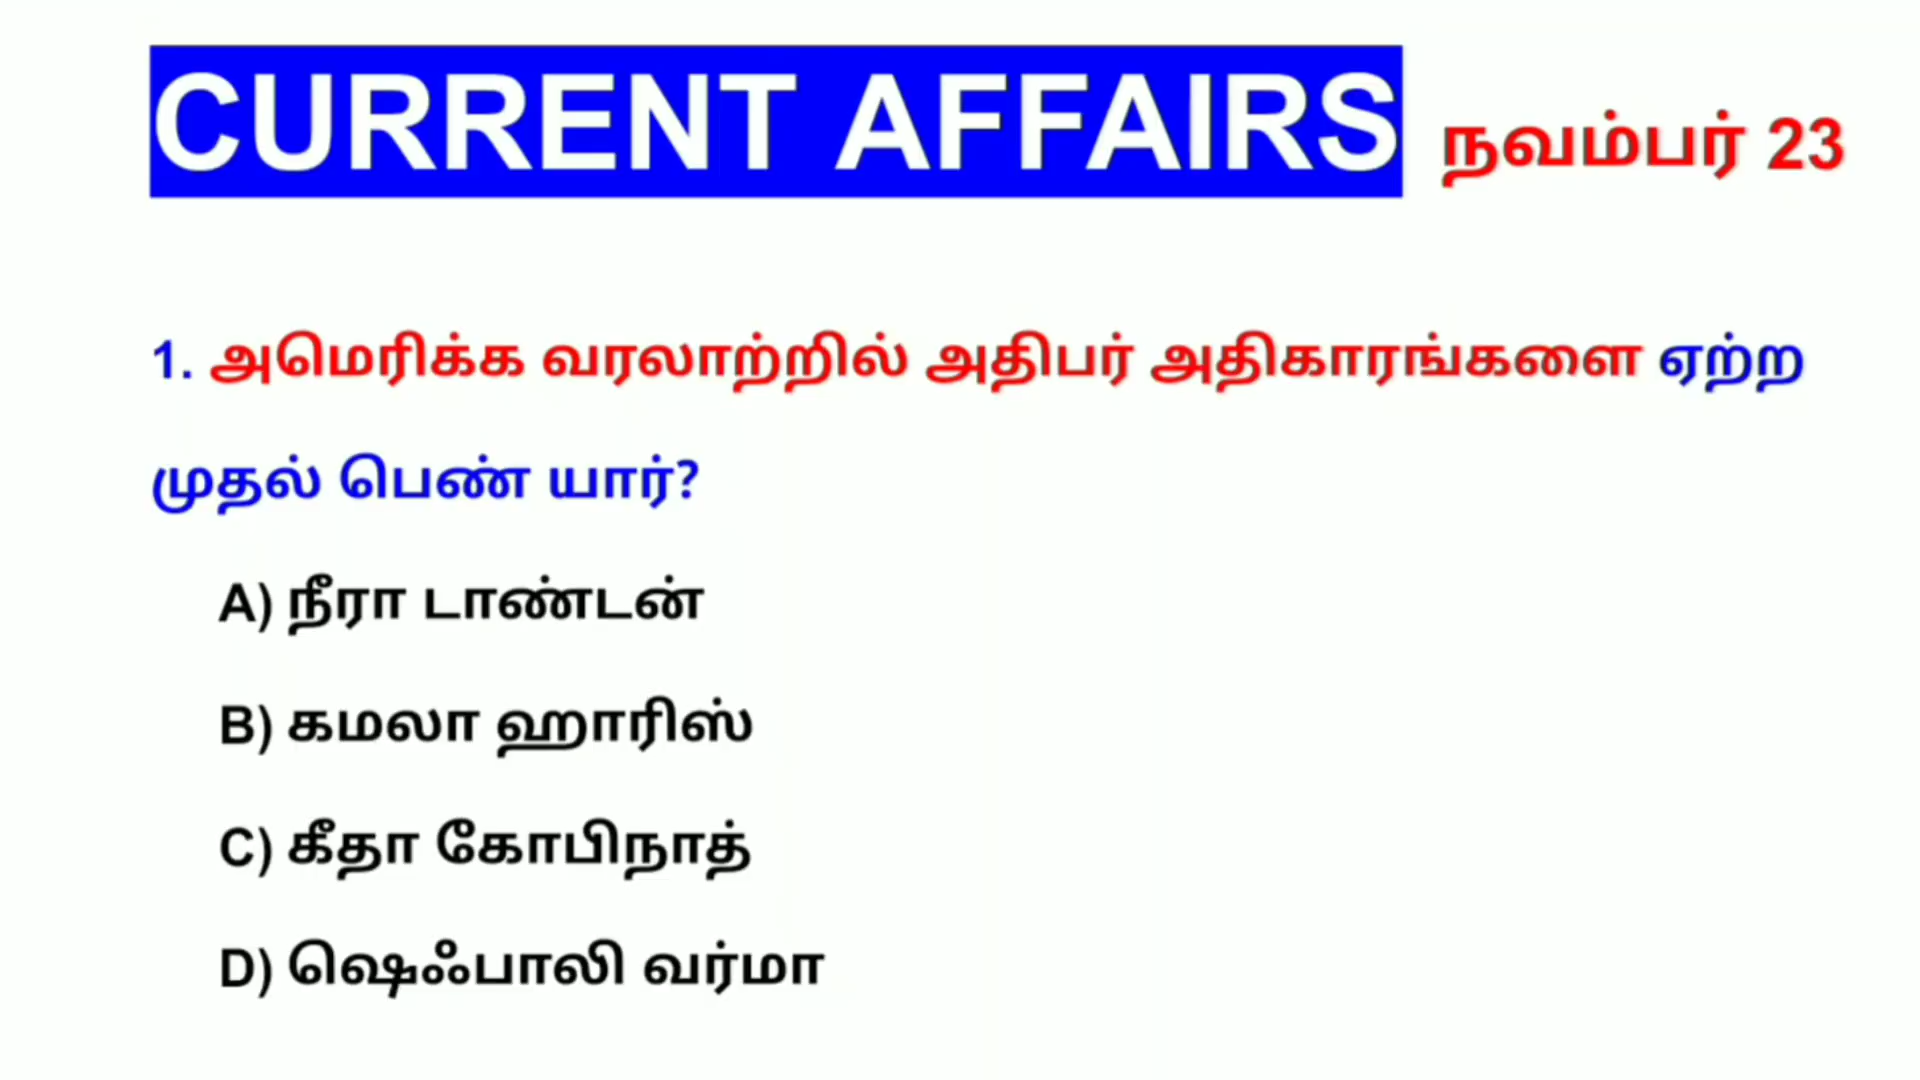 CURRENT AFFAIRS நவம்பர் 23
1. அமெரிக்க வரலாற்றில் அதிபர் அதிகாரங்களை ஏற்ற
முதல் பெண் யார்?
A) நீரா டாண்டன்
B) கமலா ஹாரிஸ்
C) கீதா கோபிநாத்
D) ஷெஃபாலி வர்மா